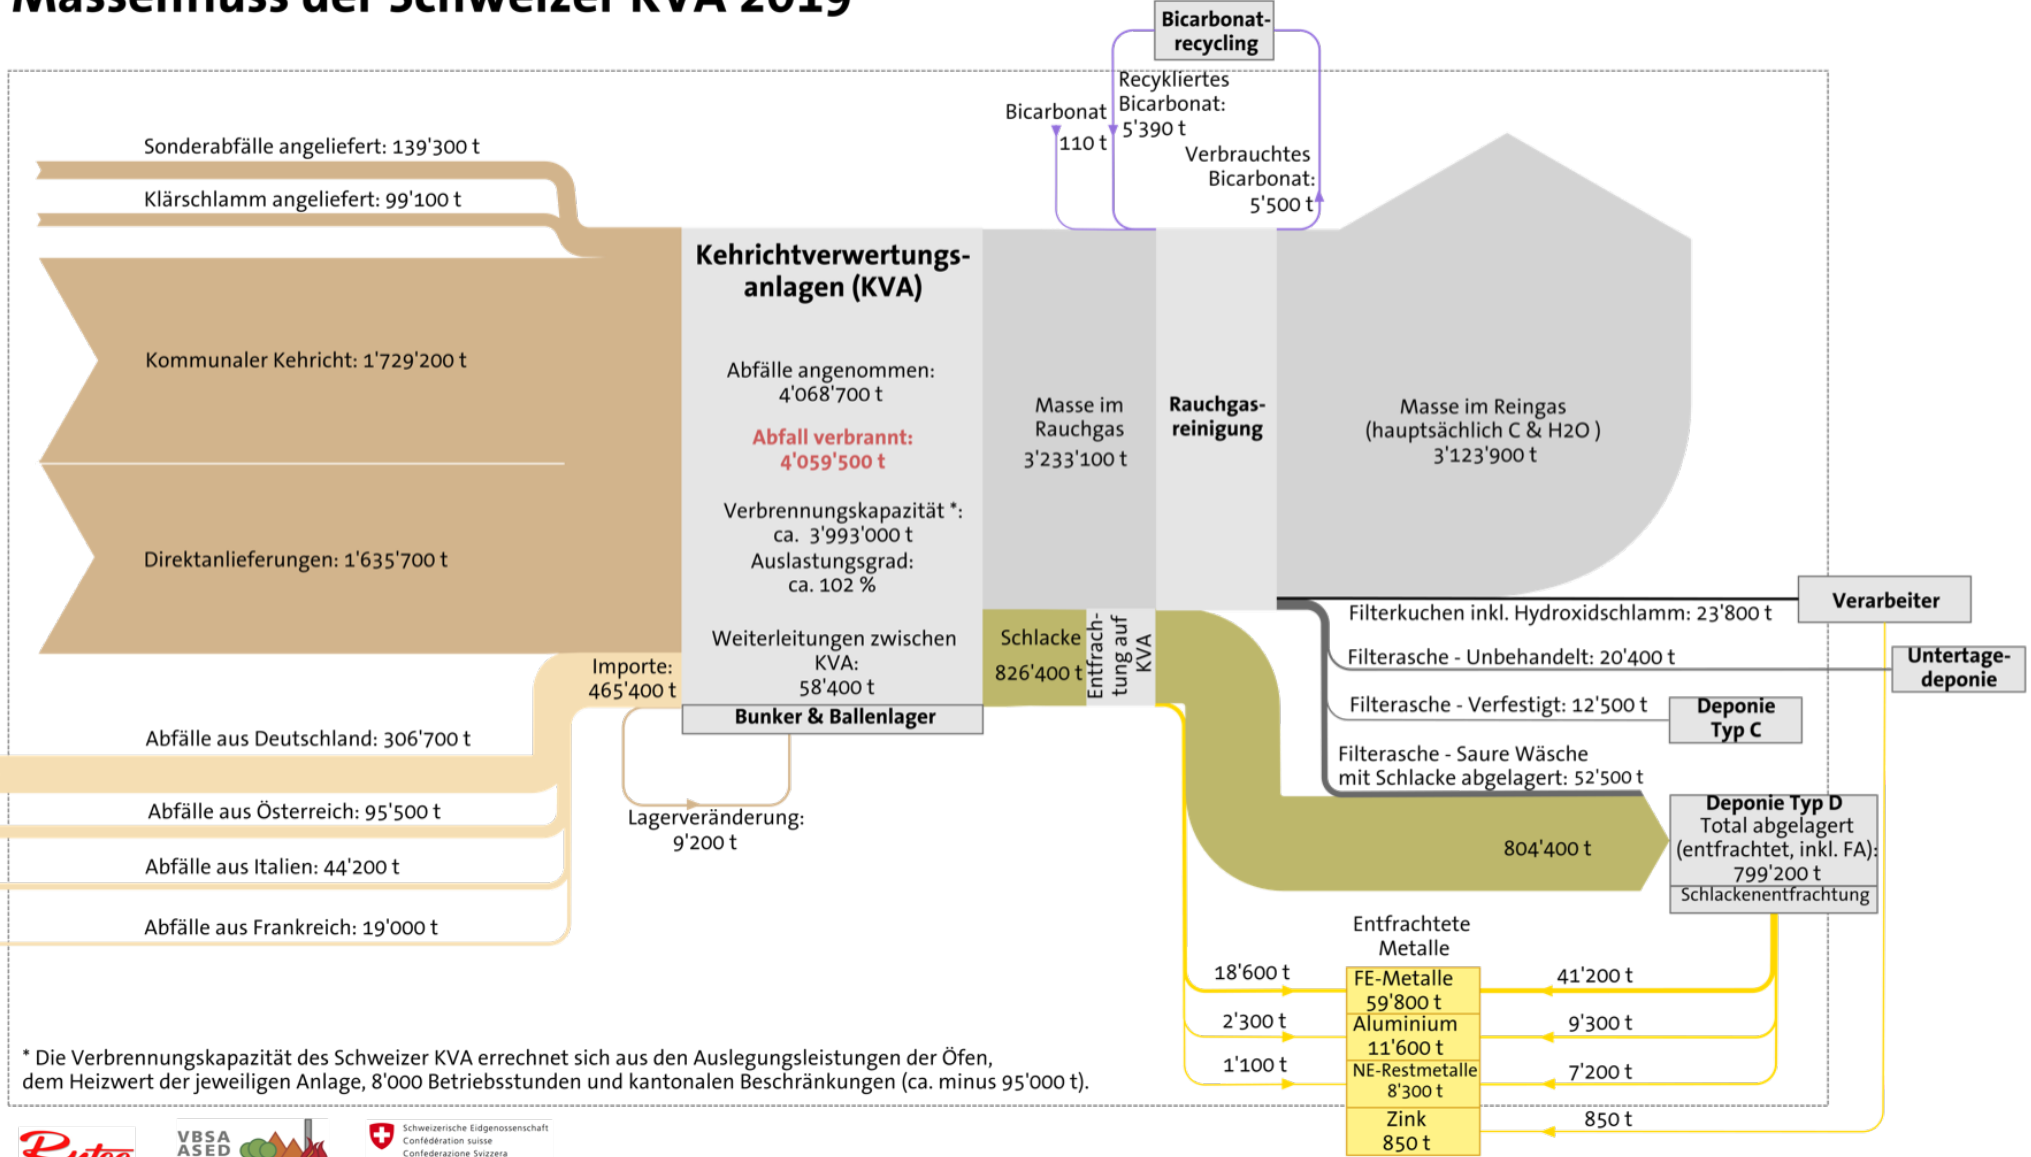 Massenfluss der Schweizer KVA 2019
Bicarbonat-
recycling
Recykliertes
Bicarbonat:
5'390 t
Bicarbonat
110 t
Verbrauchtes
Bicarbonat:
5'500 t
Sonderabfälle angeliefert: 139'300 t
Klärschlamm angeliefert: 99'100 t
Kommunaler Kehricht: 1'729'200 t
Direktanlieferungen: 1'635'700 t
Importe:
465'400 t
Abfälle aus Deutschland: 306'700 t
Abfälle aus Österreich: 95'500 t
Abfälle aus Italien: 44'200 t
Abfälle aus Frankreich: 19'000 t
Kehrichtverwertungs-
anlagen (KVA)
Abfälle angenommen:
4'068'700 t
Abfall verbrannt:
4'059'500 t
Verbrennungskapazität *:
ca. 3'993'000 t
Auslastungsgrad:
ca. 102 %
Weiterleitungen zwischen
KVA:
58'400 t
Bunker & Ballenlager
Lagerveränderung:
9'200 t
Masse im
Rauchgas
3'233'100 t
Rauchgas-
reinigung
Masse im Reingas
(hauptsächlich C & H2O )
3'123'900 t
Schlacke
826'400 t
Entfrach-
tung auf
KVA
Filterkuchen inkl. Hydroxidschlamm: 23'800 t
Verarbeiter
Filterasche - Unbehandelt: 20'400 t
Untertage-
deponie
Filterasche - Verfestigt: 12'500 t
Deponie
Typ C
Filterasche - Saure Wäsche
mit Schlacke abgelagert: 52'500 t
804'400 t
Deponie Typ D
Total abgelagert
(entfrachtet, inkl. FA):
799'200 t
Schlackenentfrachtung
Entfrachtete
Metalle
18'600 t
FE-Metalle
59'800 t
41'200 t
2'300 t
Aluminium
11'600 t
9'300 t
1'100 t
NE-Restmetalle
8'300 t
7'200 t
Zink
850 t
850 t
* Die Verbrennungskapazität des Schweizer KVA errechnet sich aus den Auslegungsleistungen der Öfen,
dem Heizwert der jeweiligen Anlage, 8'000 Betriebsstunden und kantonalen Beschränkungen (ca. minus 95'000 t).
Rytec
VBSA
ASED
Schweizerische Eidgenossenschaft
Confédération suisse
Confederazione Svizzera